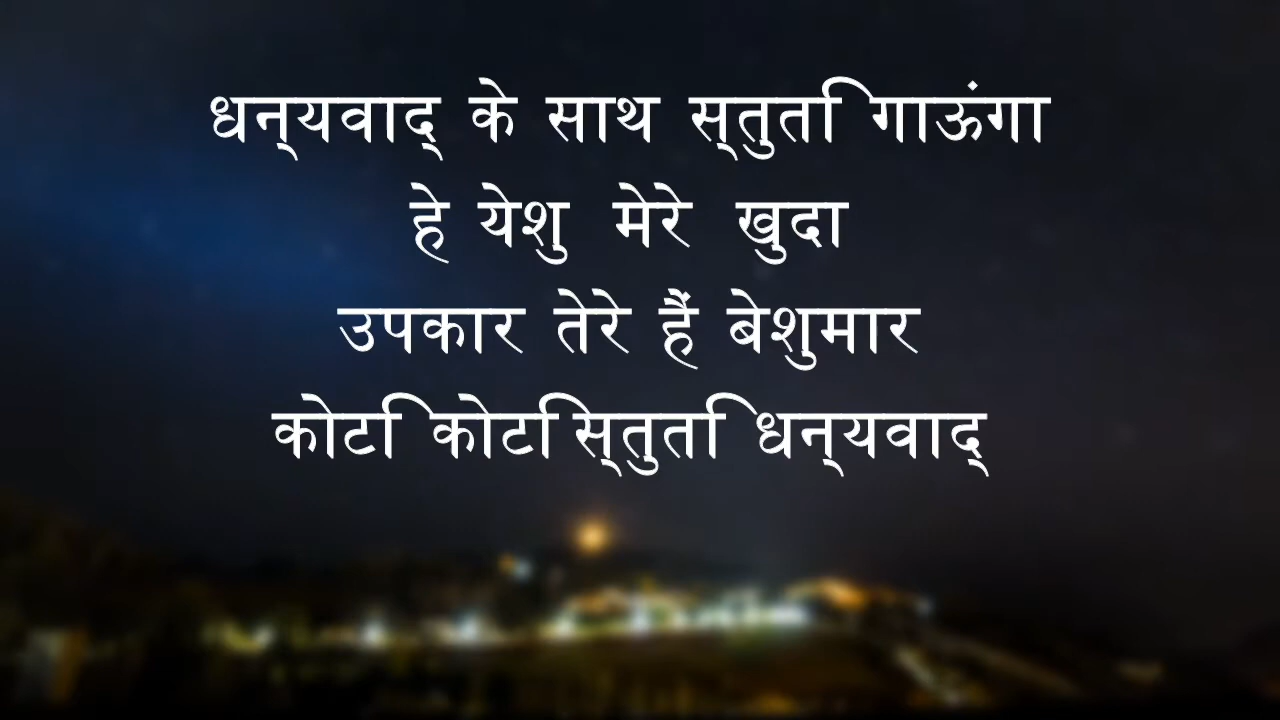 धन्यवाद् के साथ स्तुति गाऊंगा
हे येशु मेरे खुदा
उपकार तेरे हैं बेशुमार
कोटि कोटि स्तुति धन्यवाद्